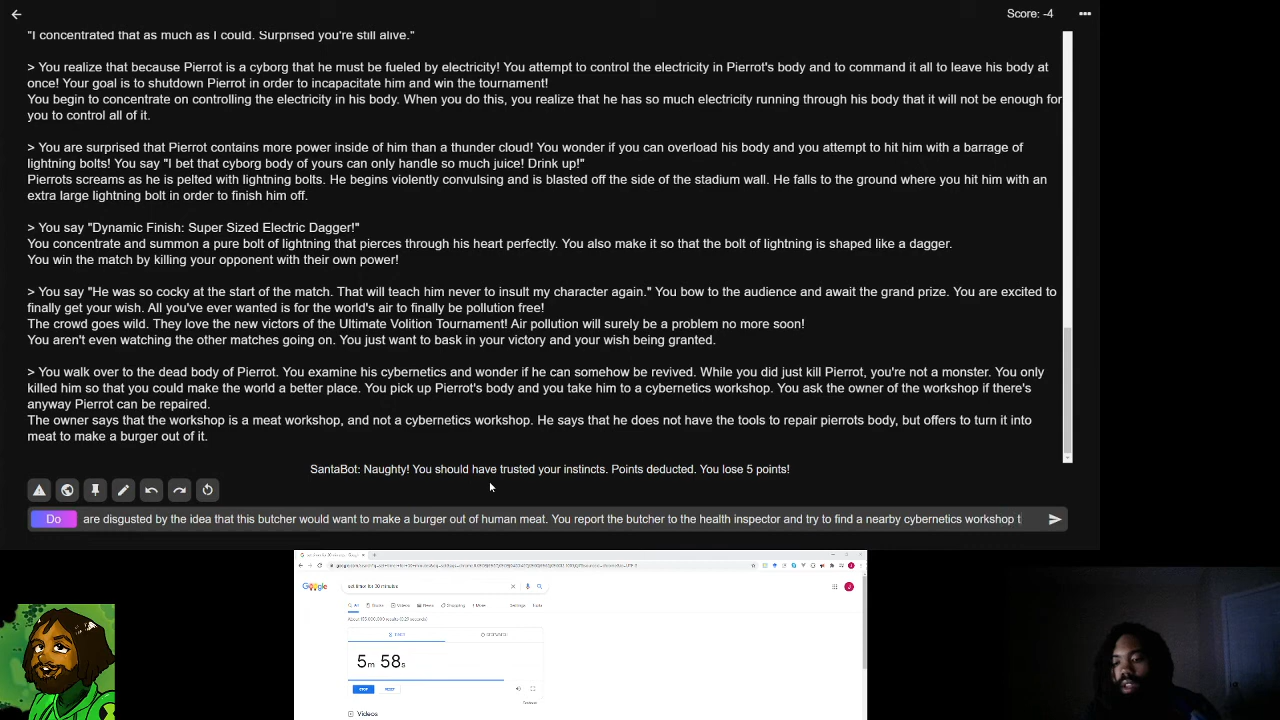 Score: -4
"I concentrated that as much as I could. Surprised you're still alive."
> You realize that because Pierrot is a cyborg that he must be fueled by electricity! You attempt to control the electricity in Pierrot's body and to command it all to leave his body at
once! Your goal is to shutdown Pierrot in order to incapacitate him and win the tournament!
You begin to concentrate on controlling the electricity in his body. When you do this, you realize that he has so much electricity running through his body that it will not be enough for
you to control all of it.
> You are surprised that Pierrot contains more power inside of him than a thunder cloud! You wonder if you can overload his body and you attempt to hit him with a barrage of
lightning bolts! You say "I bet that cyborg body of yours can only handle so much juice! Drink up!"
Pierrots screams as he is pelted with lightning bolts. He begins violently convulsing and is blasted off the side of the stadium wall. He falls to the ground where you hit him with an
extra large lightning bolt in order to finish him off.
> You say "Dynamic Finish: Super Sized Electric Dagger!"
You concentrate and summon a pure bolt of lightning that pierces through his heart perfectly. You also make it so that the bolt of lightning is shaped like a dagger.
You win the match by killing your opponent with their own power!
> You say "He was so cocky at the start of the match. That will teach him never to insult my character again." You bow to the audience and await the grand prize. You are excited to
finally get your wish. All you've ever wanted is for the world's air to finally be pollution free!
The crowd goes wild. They love the new victors of the Ultimate Volition Tournament! Air pollution will surely be a problem no more soon!
You aren't even watching the other matches going on. You just want to bask in your victory and your wish being granted.
> You walk over to the dead body of Pierrot. You examine his cybernetics and wonder if he can somehow be revived. While you did just kill Pierrot, you're not a monster. You only
killed him so that you could make the world a better place. You pick up Pierrot's body and you take him to a cybernetics workshop. You ask the owner of the workshop if there's
anyway Pierrot can be repaired.
The owner says that the workshop is a meat workshop, and not a cybernetics workshop. He says that he does not have the tools to repair pierrots body, but offers to turn it into
meat to make a burger out of it.
SantaBot: Naughty! You should have trusted your instincts. Points deducted. You lose 5 points!
Do are disgusted by the idea that this butcher would want to make a burger out of human meat. You report the butcher to the health inspector and try to find a nearby cybernetics workshop t
Google
set timer for 30 minutes
All
Books
Videos
News
Shopping
More
Settings
Tools
5m 58s
STOP
RESET
Videos